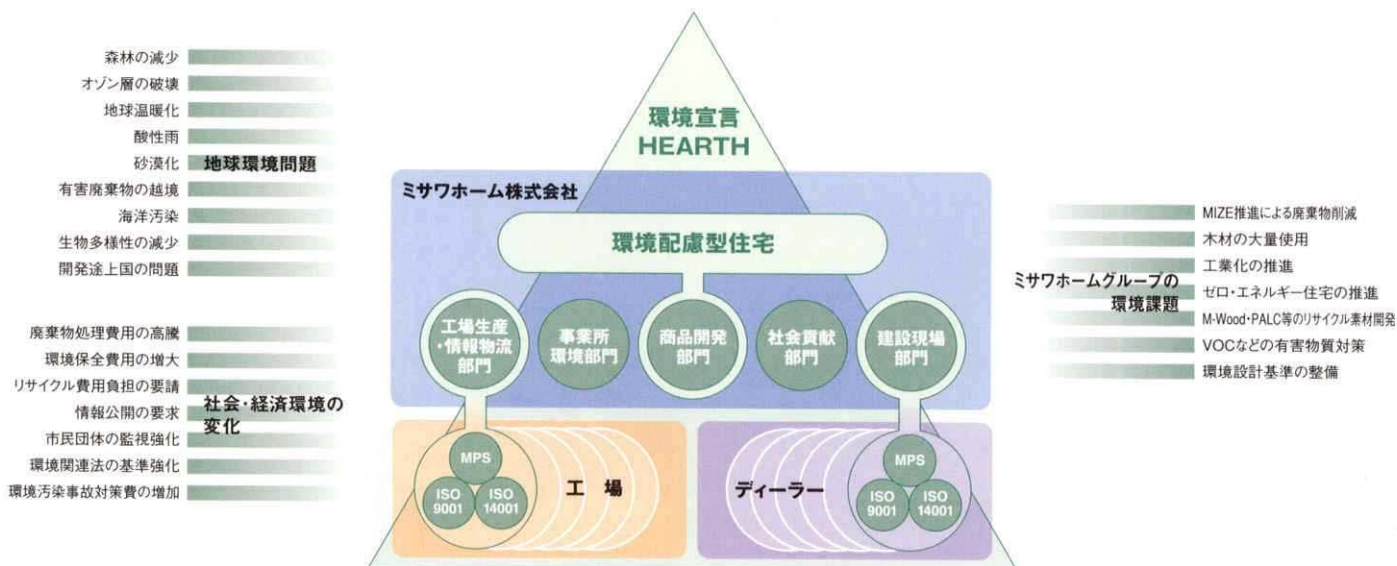 森林の減少
オゾン層の破壊
地球温暖化
酸性雨
砂漠化
有害廃棄物の越境
海洋汚染
生物多様性の減少
開発途上国の問題
地球環境問題
廃棄物処理費用の高騰
環境保全費用の増大
リサイクル費用負担の要請
情報公開の要求
市民団体の監視強化
環境関連法の基準強化
環境汚染事故対策費の増加
社会・経済環境の
変化
環境宣言
HEARTH
ミサワホーム株式会社
環境配慮型住宅
工場生産
・情報物流
部門
事業所
環境部門
商品開発
部門
社会貢献
部門
建設現場
部門
MPS
ISO
9001
ISO
14001
工 場
ディーラー
MPS
ISO
9001
ISO
14001
ミサワホームグループの
環境課題
MIZE推進による廃棄物削減
木材の大量使用
工業化の推進
ゼロ・エネルギー住宅の推進
M-Wood・PALC等のリサイクル素材開発
VOCなどの有害物質対策
環境設計基準の整備